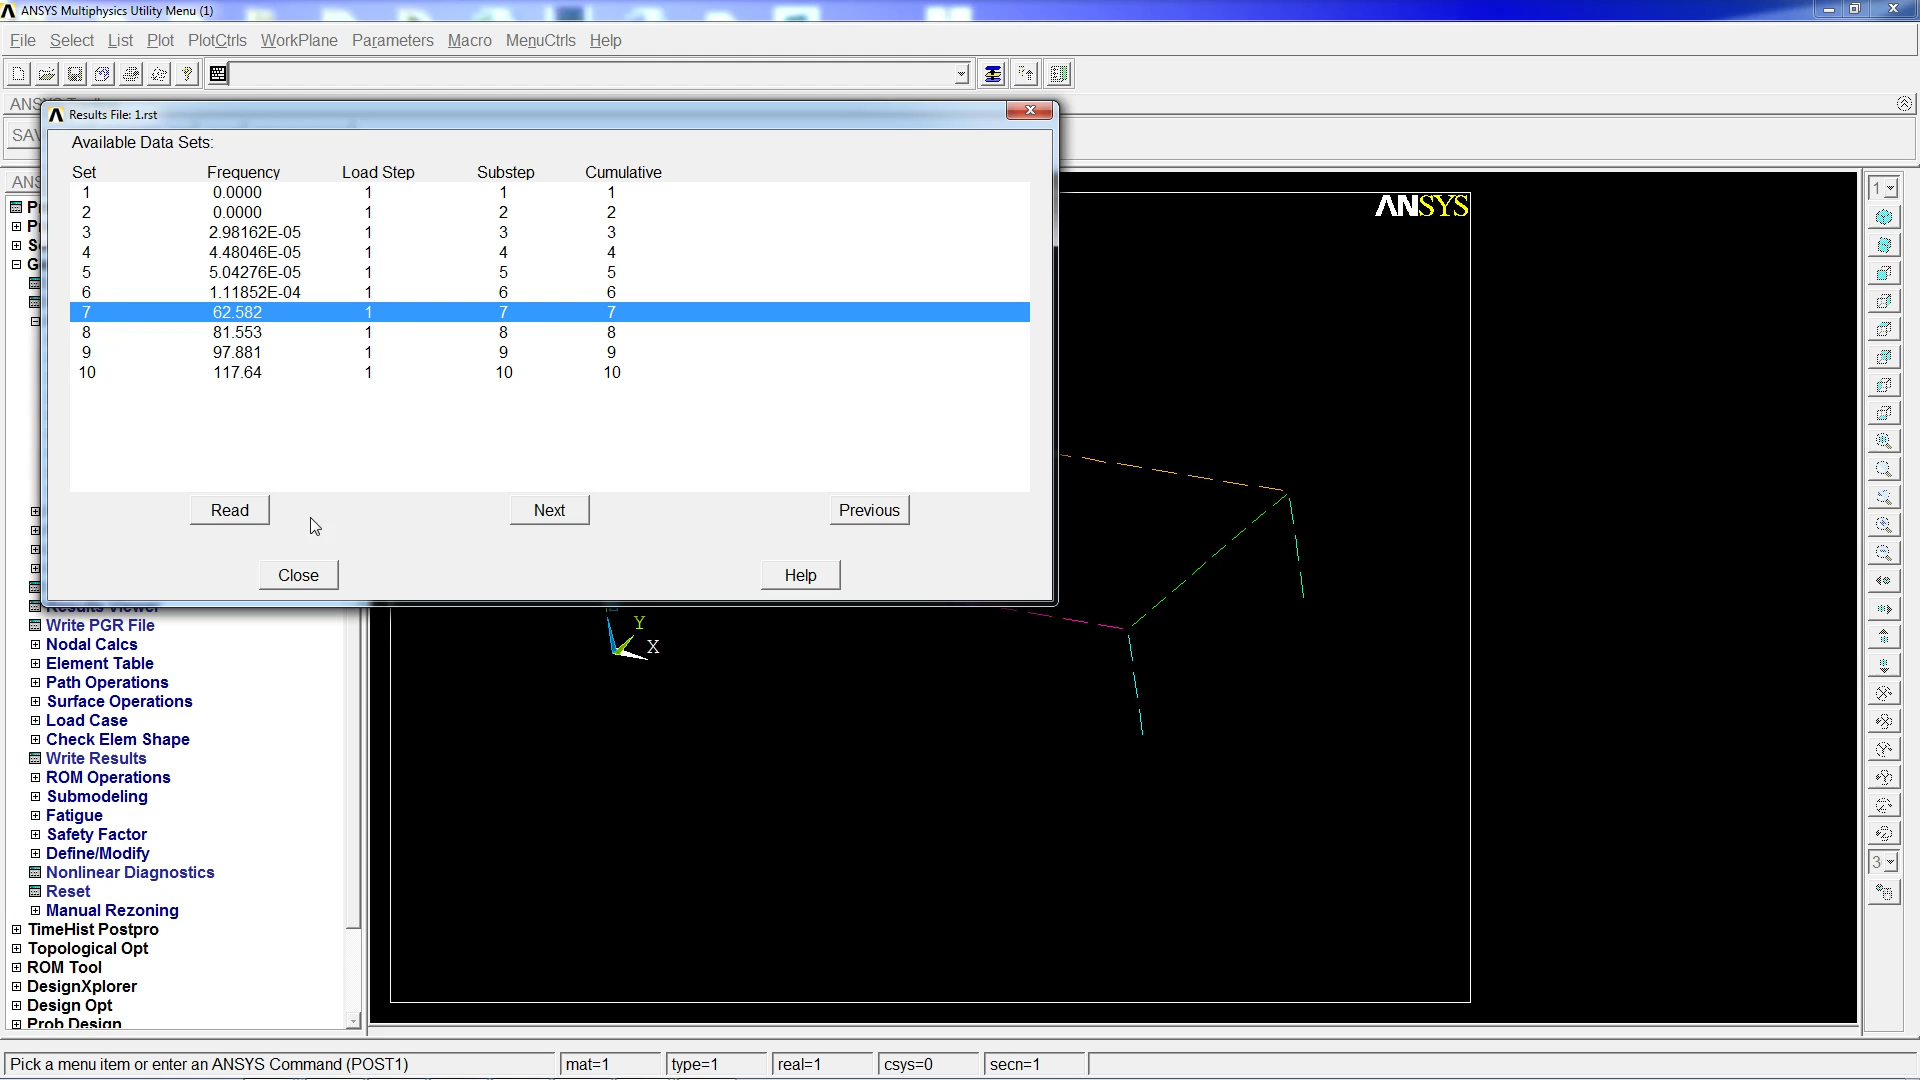 ANSYS Multiphysics Utility Menu (1)
File Select List Plot PlotCtrls WorkPlane Parameters Macro MenuCtrls Help
Results File: 1.rst
Available Data Sets:
Set Frequency Load Step Substep Cumulative
1 0.0000 1 1 1
2 0.0000 1 2 2
3 2.98162E-05 1 3 3
4 4.48046E-05 1 4 4
5 5.04276E-05 1 5 5
6 1.11852E-04 1 6 6
7 62.582 1 7 7
8 81.553 1 8 8
9 97.881 1 9 9
10 117.64 1 10 10
Read Next Previous
Close Help
ANSYS
1
Y
X
Results Viewer
Write PGR File
Nodal Calcs
Element Table
Path Operations
Surface Operations
Load Case
Check Elem Shape
Write Results
ROM Operations
Submodeling
Fatigue
Safety Factor
Define/Modify
Nonlinear Diagnostics
Reset
Manual Rezoning
TimeHist Postpro
Topological Opt
ROM Tool
DesignXplorer
Design Opt
Prob Design
3
Pick a menu item or enter an ANSYS Command (POST1) mat=1 type=1 real=1 csys=0 secn=1